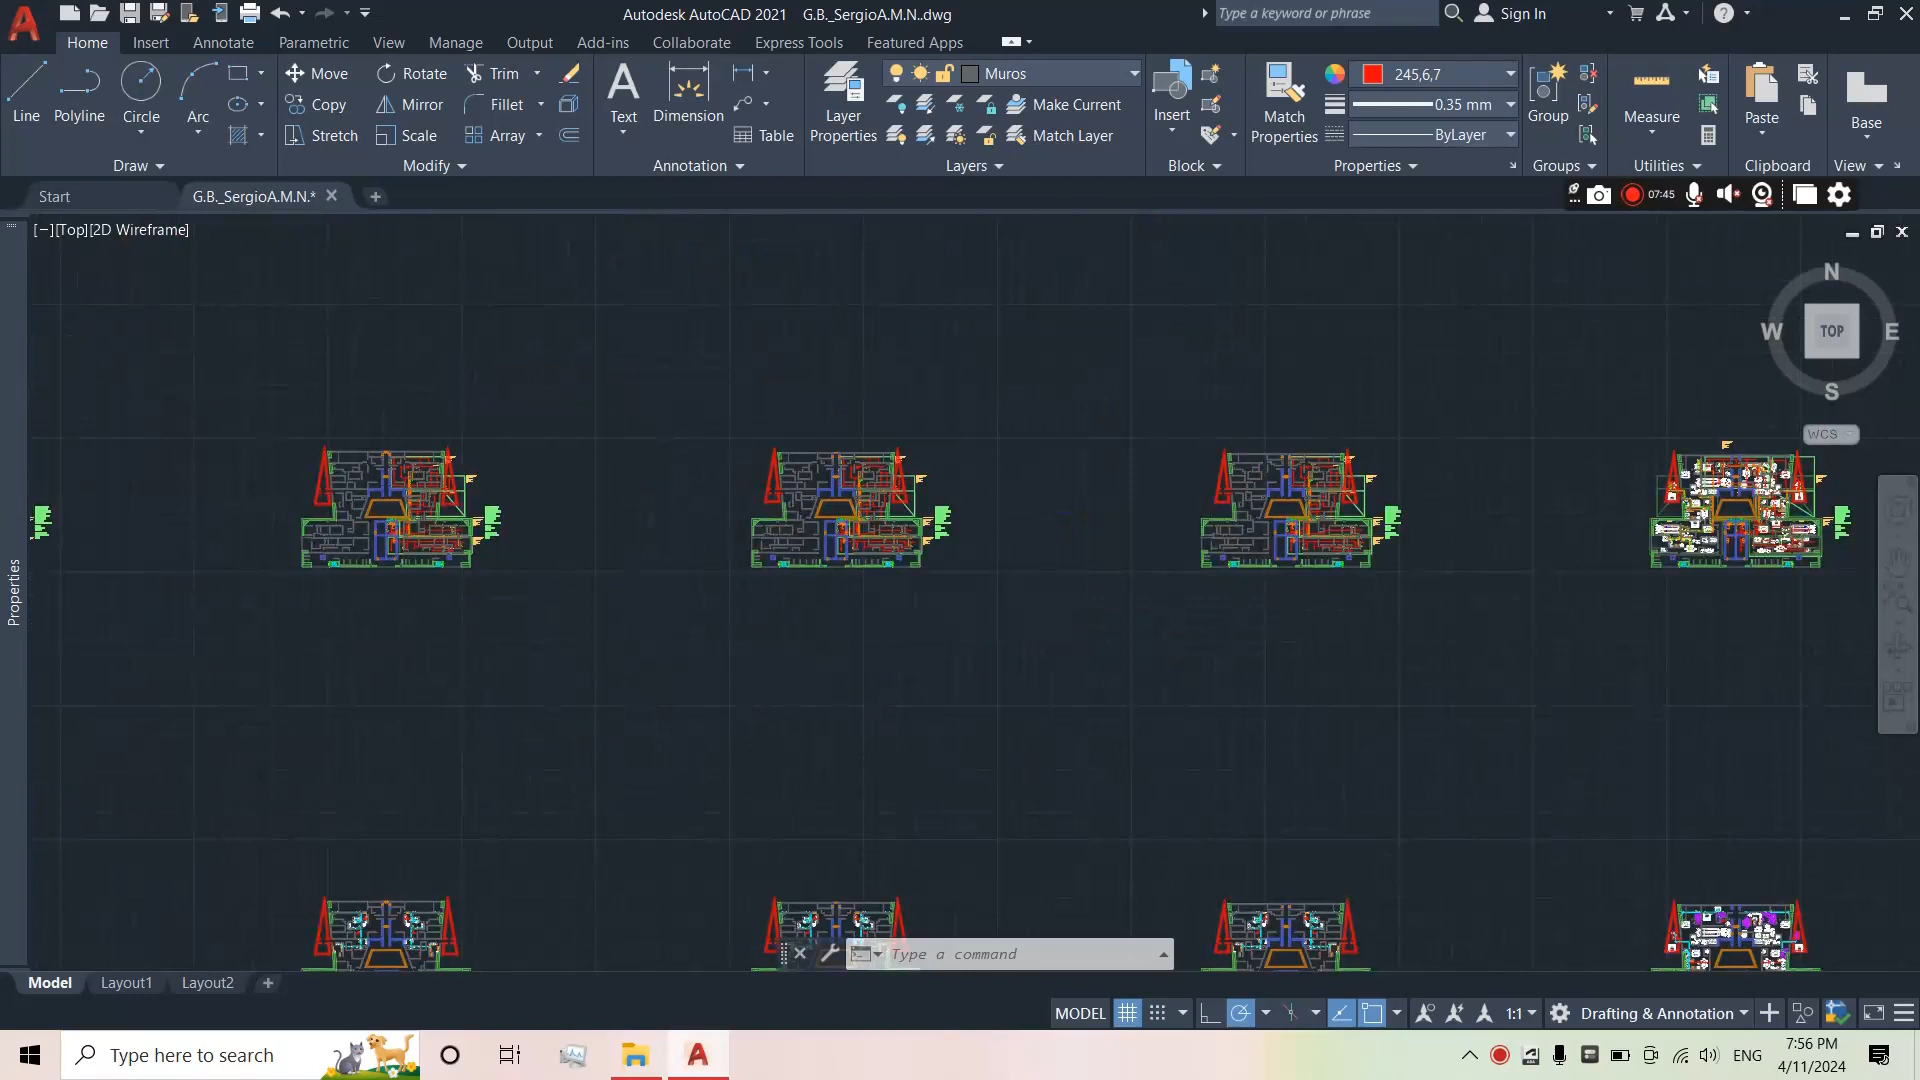 Autodesk AutoCAD 2021 G.B._SergioA.M.N..dwg
Type a keyword or phrase
Sign In
Home Insert Annotate Parametric View Manage Output Add-ins Collaborate Express Tools Featured Apps
Line Polyline Circle Arc
Move Rotate Trim
Copy Mirror Fillet
Stretch Scale Array
Text Dimension Table
Layer Properties
Muros
Make Current
Match Layer
Insert
Match Properties
245,6,7
0.35 mm
ByLayer
Group
Measure
Paste
Base
Draw Modify Annotation Layers Block Properties Groups Utilities Clipboard View
Start G.B._SergioA.M.N.*
07:45
[−][Top][2D Wireframe]
N
W TOP E
S
WCS
Properties
Type a command
Model Layout1 Layout2
MODEL 1:1 Drafting & Annotation
Type here to search
ENG
7:56 PM
4/11/2024